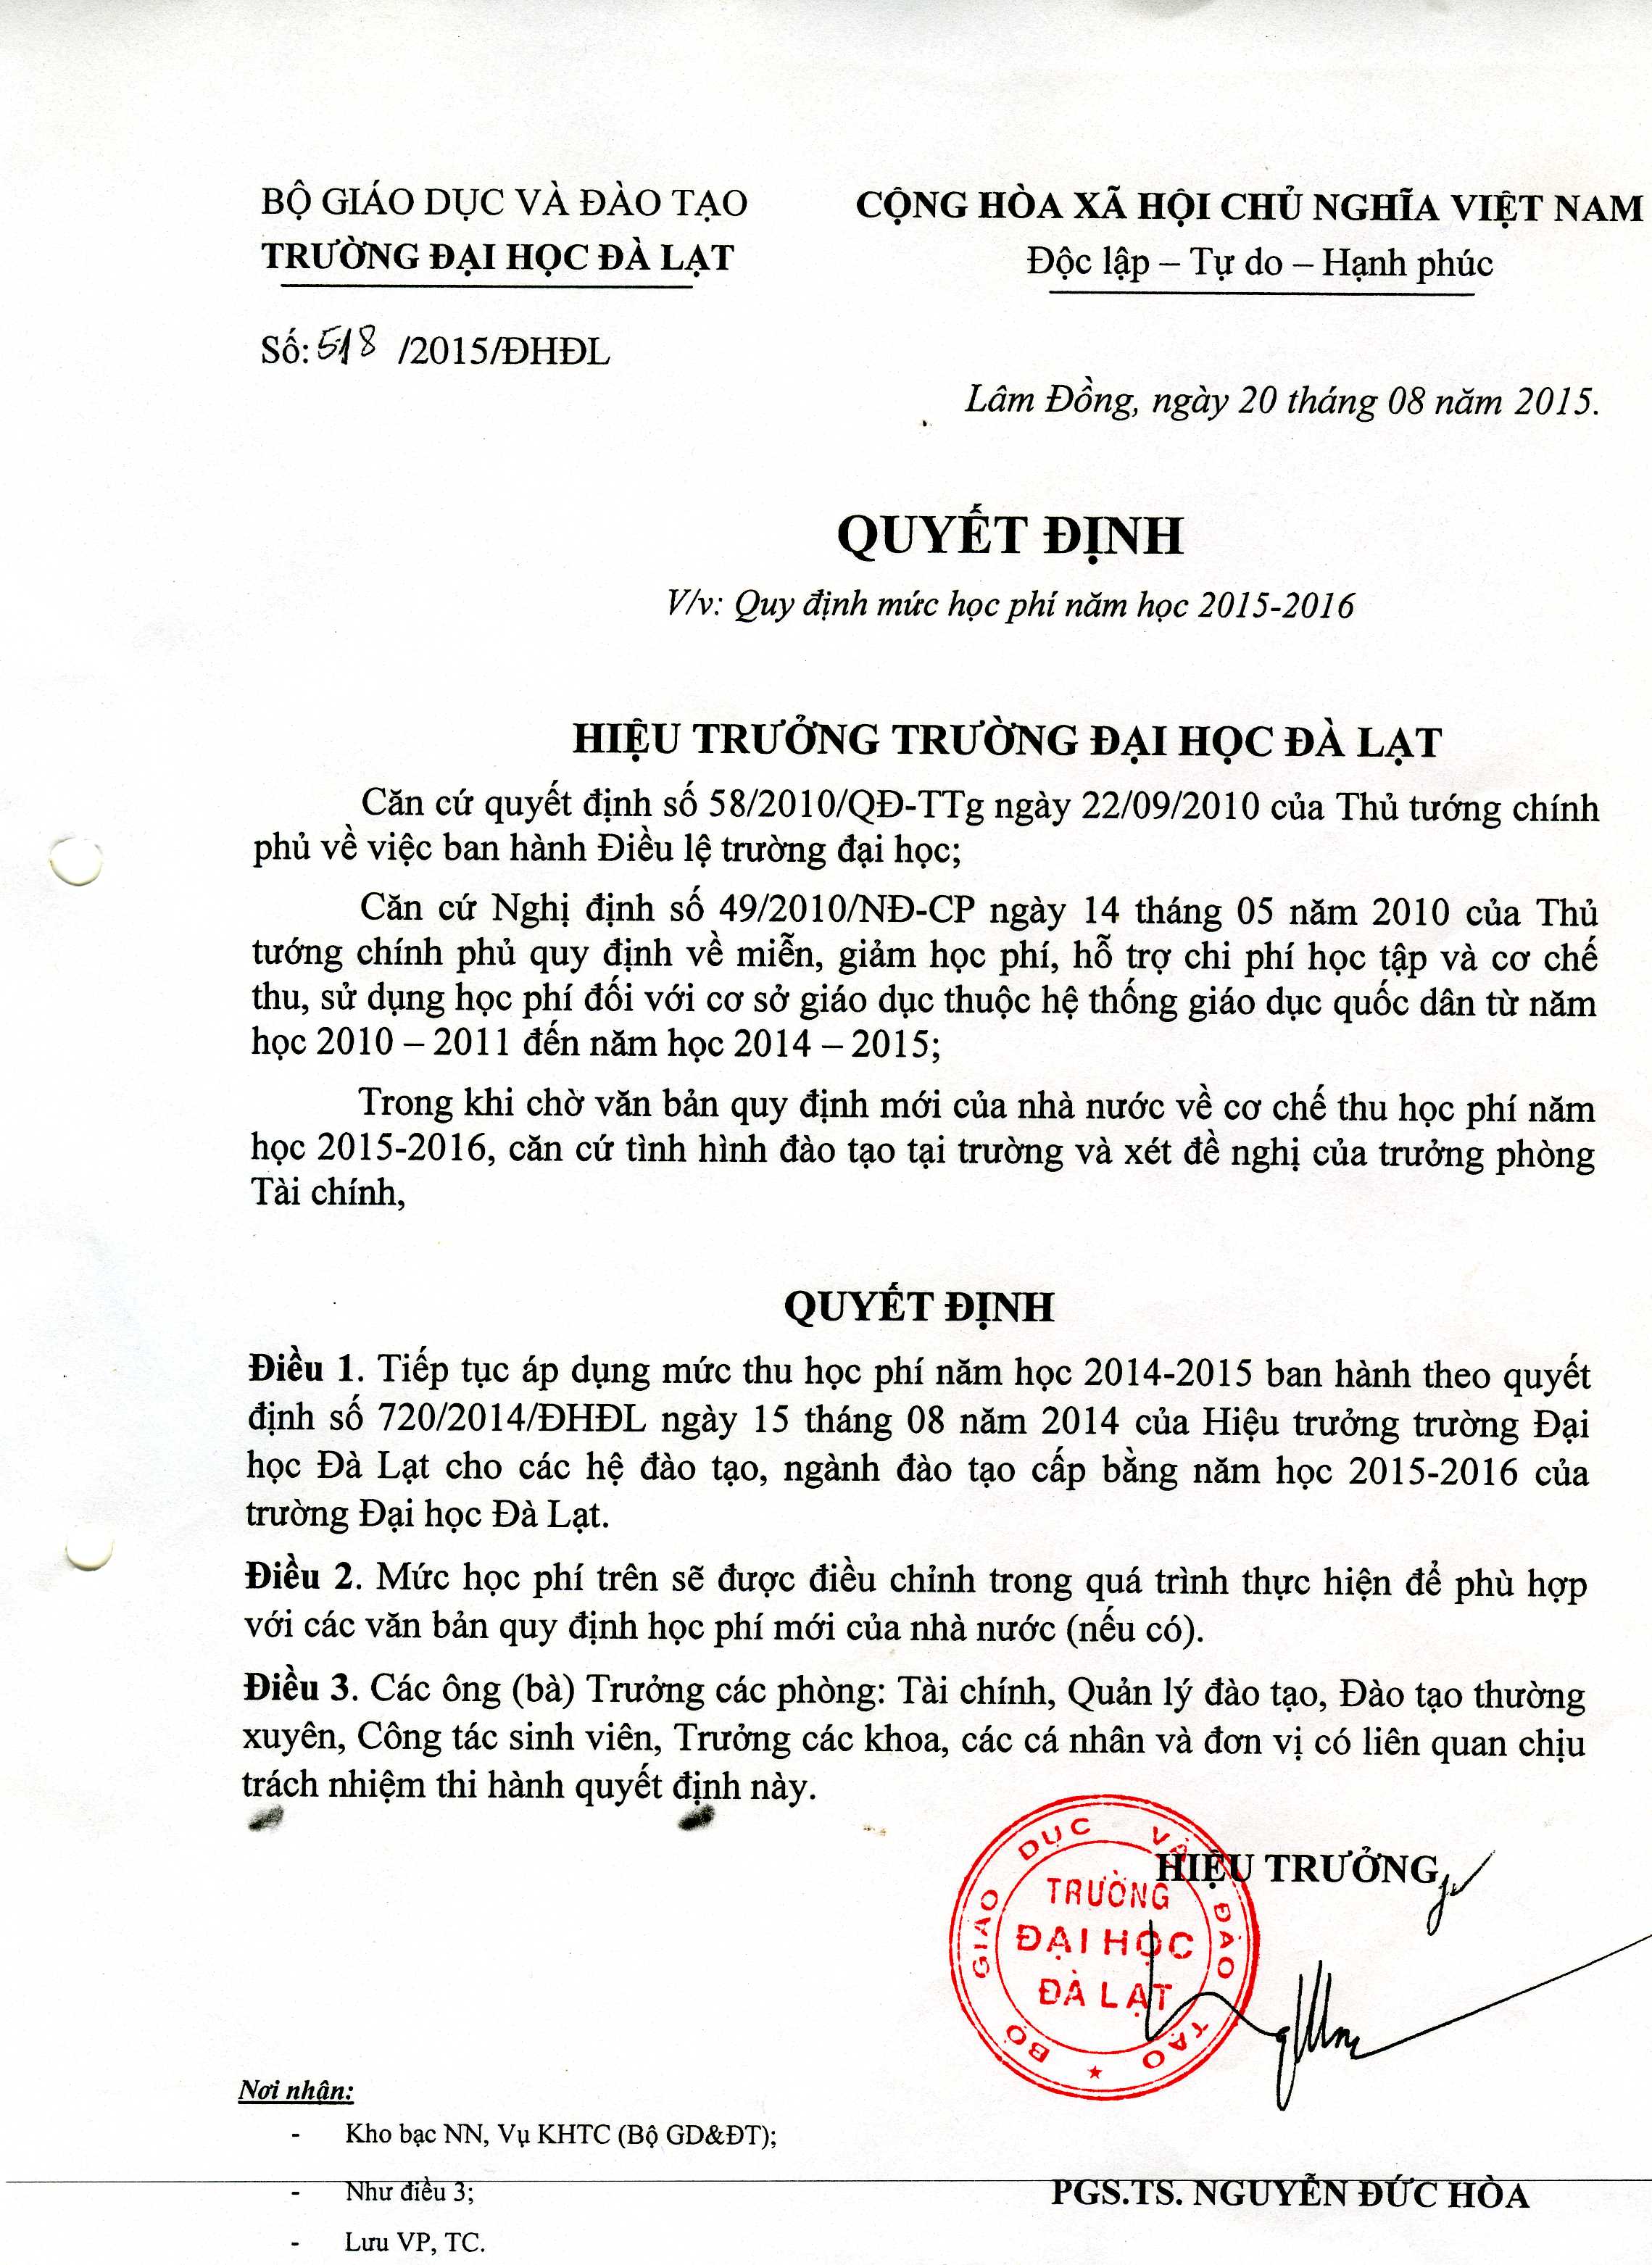 BỘ GIÁO DỤC VÀ ĐÀO TẠO
TRƯỜNG ĐẠI HỌC ĐÀ LẠT
CỘNG HÒA XÃ HỘI CHỦ NGHĨA VIỆT NAM
Độc lập – Tự do – Hạnh phúc
Số: 518 /2015/ĐHĐL
Lâm Đồng, ngày 20 tháng 08 năm 2015.
QUYẾT ĐỊNH
V/v: Quy định mức học phí năm học 2015-2016
HIỆU TRƯỞNG TRƯỜNG ĐẠI HỌC ĐÀ LẠT
Căn cứ quyết định số 58/2010/QĐ-TTg ngày 22/09/2010 của Thủ tướng chính
phủ về việc ban hành Điều lệ trường đại học;
Căn cứ Nghị định số 49/2010/NĐ-CP ngày 14 tháng 05 năm 2010 của Thủ
tướng chính phủ quy định về miễn, giảm học phí, hỗ trợ chi phí học tập và cơ chế
thu, sử dụng học phí đối với cơ sở giáo dục thuộc hệ thống giáo dục quốc dân từ năm
học 2010 – 2011 đến năm học 2014 – 2015;
Trong khi chờ văn bản quy định mới của nhà nước về cơ chế thu học phí năm
học 2015-2016, căn cứ tình hình đào tạo tại trường và xét đề nghị của trưởng phòng
Tài chính,
QUYẾT ĐỊNH
Điều 1. Tiếp tục áp dụng mức thu học phí năm học 2014-2015 ban hành theo quyết
định số 720/2014/ĐHĐL ngày 15 tháng 08 năm 2014 của Hiệu trưởng trường Đại
học Đà Lạt cho các hệ đào tạo, ngành đào tạo cấp bằng năm học 2015-2016 của
trường Đại học Đà Lạt.
Điều 2. Mức học phí trên sẽ được điều chỉnh trong quá trình thực hiện để phù hợp
với các văn bản quy định học phí mới của nhà nước (nếu có).
Điều 3. Các ông (bà) Trưởng các phòng: Tài chính, Quản lý đào tạo, Đào tạo thường
xuyên, Công tác sinh viên, Trưởng các khoa, các cá nhân và đơn vị có liên quan chịu
trách nhiệm thi hành quyết định này.
HIỆU TRƯỞNG
BỘ GIÁO DỤC VÀ ĐÀO TẠO
TRƯỜNG
ĐẠI HỌC
ĐÀ LẠT
Nơi nhận:
- Kho bạc NN, Vụ KHTC (Bộ GD&ĐT);
- Như điều 3;
- Lưu VP, TC.
PGS.TS. NGUYỄN ĐỨC HÒA